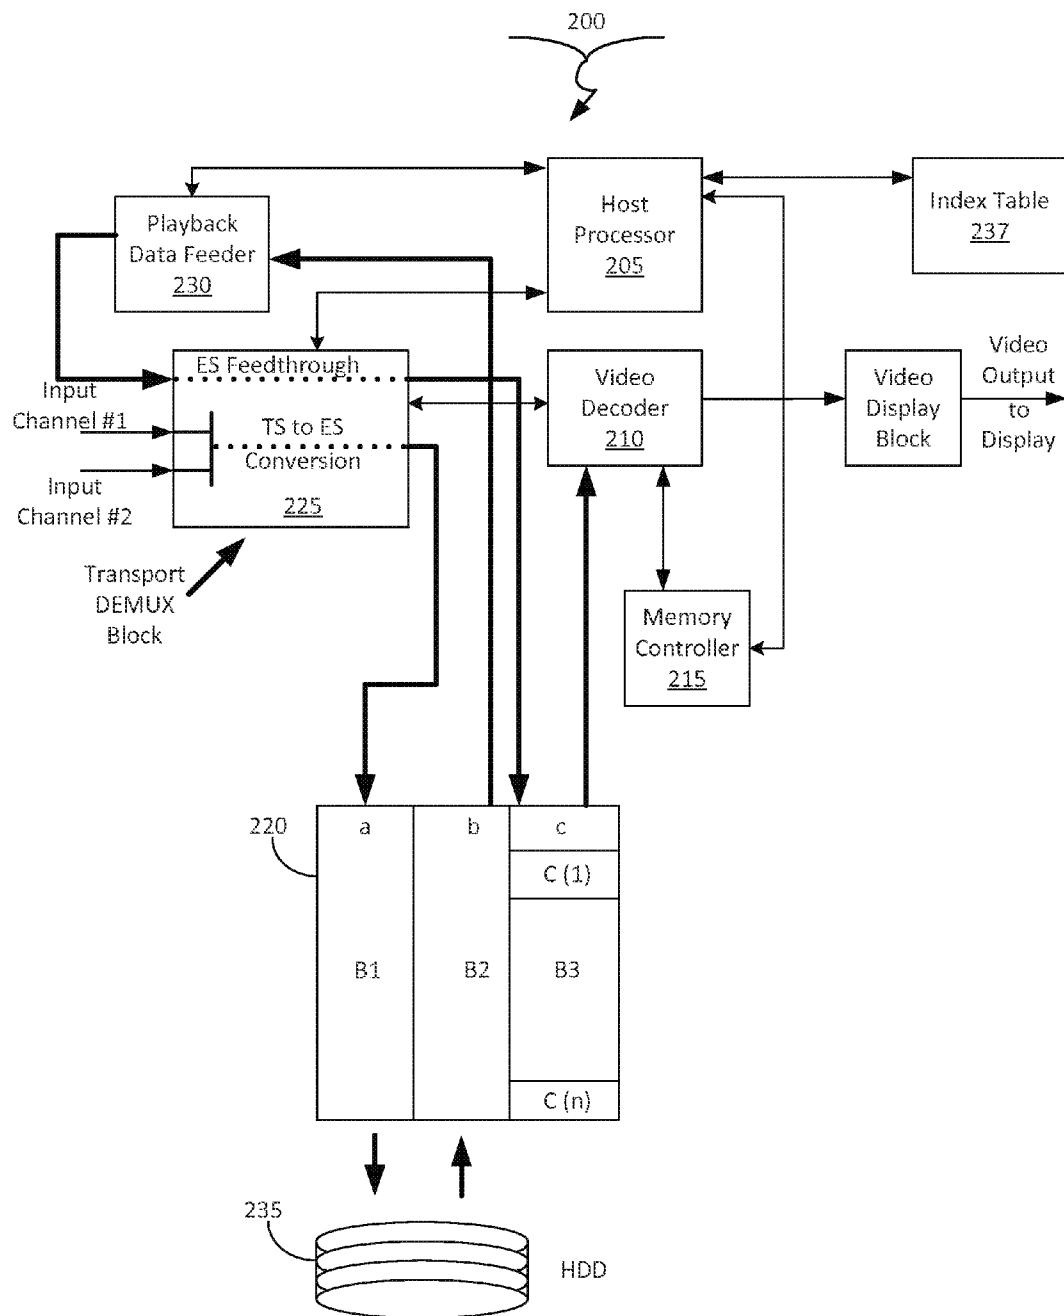 200
Playback
Data Feeder
230
Host
Processor
205
Index Table
237
ES Feedthrough
Input
Channel #1
TS to ES
Conversion
225
Input
Channel #2
Video
Decoder
210
Video
Display
Block
Video
Output
to
Display
Transport
DEMUX
Block
Memory
Controller
215
220
a
b
c
C (1)
B1
B2
B3
C (n)
235
HDD